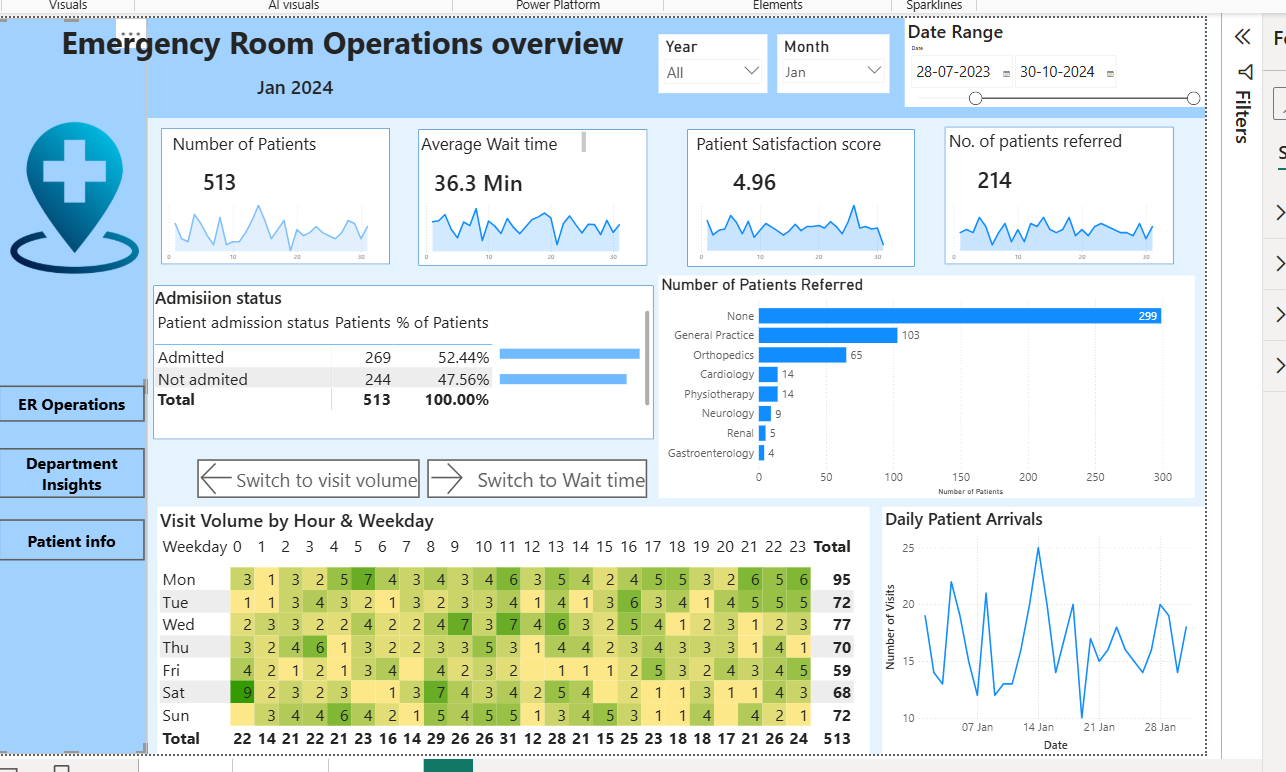 Visuals AI visuals Power Platform Elements Sparklines
Emergency Room Operations overview
Jan 2024
Year
All
Month
Jan
Date Range
Date
28-07-2023 30-10-2024
Filters
ER Operations
Department
Insights
Patient info
Number of Patients
513
0 10 20 30
Average Wait time
36.3 Min
0 10 20 30
Patient Satisfaction score
4.96
0 10 20 30
No. of patients referred
214
0 10 20 30
Admisiion status
Patient admission status Patients % of Patients
Admitted 269 52.44%
Not admited 244 47.56%
Total 513 100.00%
Number of Patients Referred
None 299
General Practice 103
Orthopedics 65
Cardiology 14
Physiotherapy 14
Neurology 9
Renal 5
Gastroenterology 4
0 50 100 150 200 250 300
Number of Patients
Switch to visit volume
Switch to Wait time
Visit Volume by Hour & Weekday
Weekday 0 1 2 3 4 5 6 7 8 9 10 11 12 13 14 15 16 17 18 19 20 21 22 23 Total
Mon 3 1 3 2 5 7 4 3 4 3 4 6 3 5 4 2 4 5 5 3 2 6 5 6 95
Tue 1 1 3 4 3 2 1 3 2 3 3 4 1 4 1 3 6 3 4 1 4 5 5 5 72
Wed 2 3 3 2 2 4 2 2 4 7 3 7 4 6 3 2 5 4 1 2 3 1 2 3 77
Thu 3 2 4 6 1 3 2 2 3 3 5 3 1 4 4 2 3 4 3 3 3 1 4 1 70
Fri 4 2 1 2 1 3 4 4 2 3 2 1 1 1 2 5 3 2 4 3 4 5 59
Sat 9 2 3 2 3 1 3 7 4 3 4 2 5 4 2 1 1 3 1 1 4 3 68
Sun 3 4 4 6 4 2 1 5 4 5 5 1 3 4 5 3 1 1 4 4 2 1 72
Total 22 14 21 22 21 23 16 14 29 26 26 31 12 28 21 15 25 23 18 18 17 21 26 24 513
Daily Patient Arrivals
Number of Visits
25
20
15
10
07 Jan 14 Jan 21 Jan 28 Jan
Date